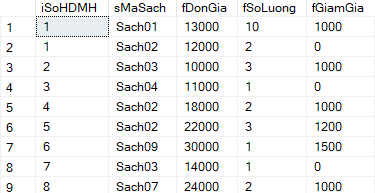 iSoHDMH sMaSach fDonGia fSoLuong fGiamGia
1 1 Sach01 13000 10 1000
2 1 Sach02 12000 2 0
3 2 Sach03 10000 3 1000
4 3 Sach04 11000 1 0
5 4 Sach02 18000 2 1000
6 5 Sach02 22000 3 1200
7 6 Sach09 30000 1 1500
8 7 Sach03 14000 1 0
9 8 Sach07 24000 2 1000